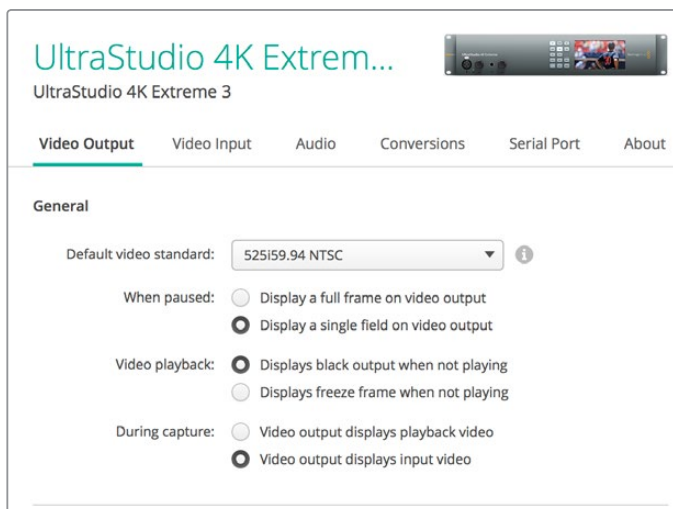 UltraStudio 4K Extrem...
UltraStudio 4K Extreme 3
Video Output Video Input Audio Conversions Serial Port About
General
Default video standard: 525i59.94 NTSC
When paused: Display a full frame on video output
Display a single field on video output
Video playback: Displays black output when not playing
Displays freeze frame when not playing
During capture: Video output displays playback video
Video output displays input video